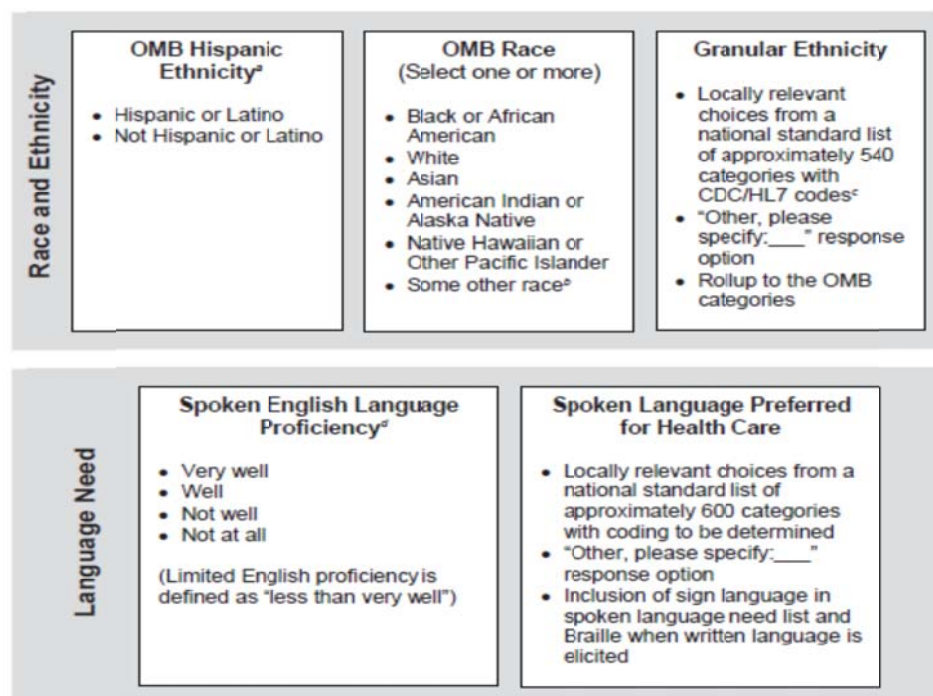 Race and Ethnicity
OMB Hispanic
Ethnicityᵃ
• Hispanic or Latino
• Not Hispanic or Latino
OMB Race
(Select one or more)
• Black or African
American
• White
• Asian
• American Indian or
Alaska Native
• Native Hawaiian or
Other Pacific Islander
• Some other raceᵇ
Granular Ethnicity
• Locally relevant
choices from a
national standard list
of approximately 540
categories with
CDC/HL7 codesᶜ
• “Other, please
specify:___” response
option
• Rollup to the OMB
categories
Language Need
Spoken English Language
Proficiencyᵈ
• Very well
• Well
• Not well
• Not at all
(Limited English proficiency is
defined as “less than very well”)
Spoken Language Preferred
for Health Care
• Locally relevant choices from a
national standard list of
approximately 600 categories
with coding to be determined
• “Other, please specify:___”
response option
• Inclusion of sign language in
spoken language need list and
Braille when written language is
elicited